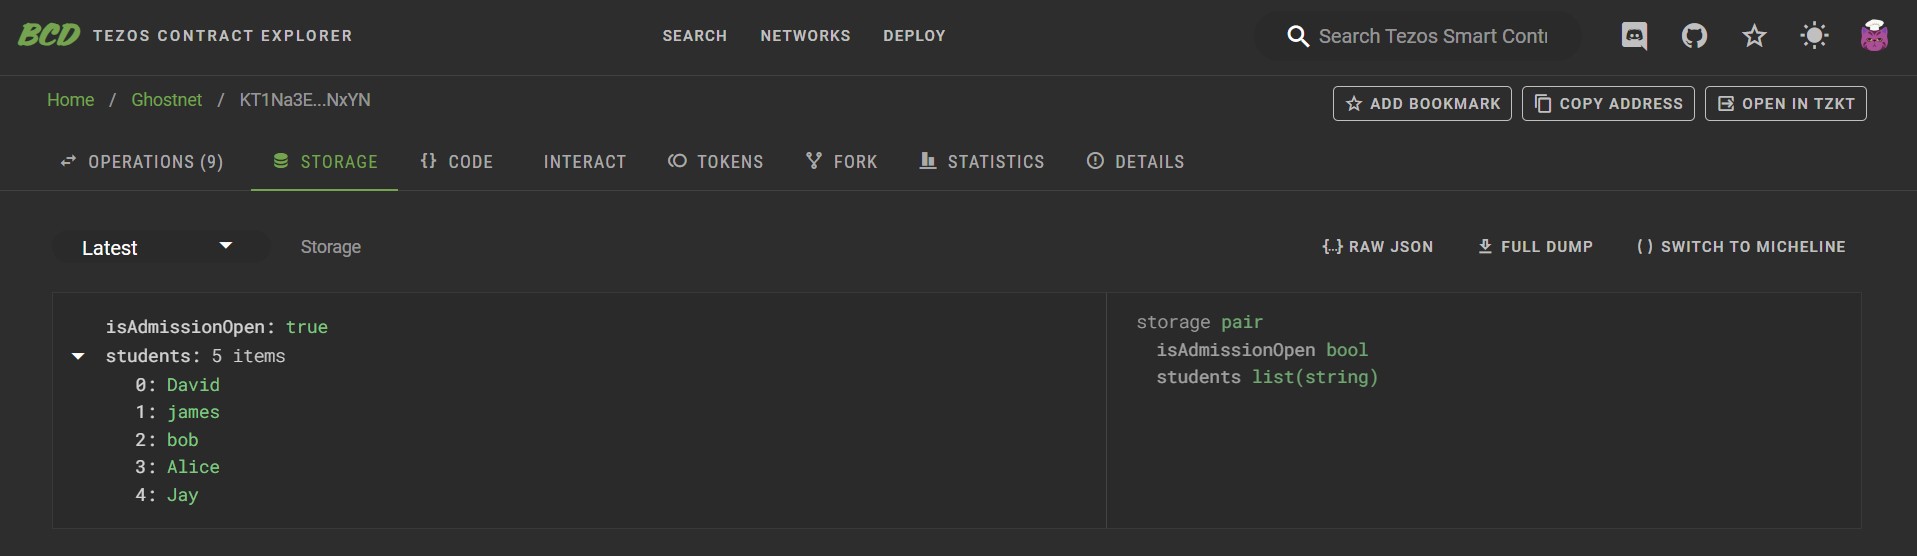 BCD TEZOS CONTRACT EXPLORER SEARCH NETWORKS DEPLOY Search Tezos Smart Contr
Home / Ghostnet / KT1Na3E...NxYN ADD BOOKMARK COPY ADDRESS OPEN IN TZKT
OPERATIONS (9) STORAGE {} CODE INTERACT TOKENS FORK STATISTICS DETAILS
Latest Storage {...} RAW JSON FULL DUMP () SWITCH TO MICHELINE
isAdmissionOpen: true
students: 5 items
0: David
1: james
2: bob
3: Alice
4: Jay
storage pair
isAdmissionOpen bool
students list(string)